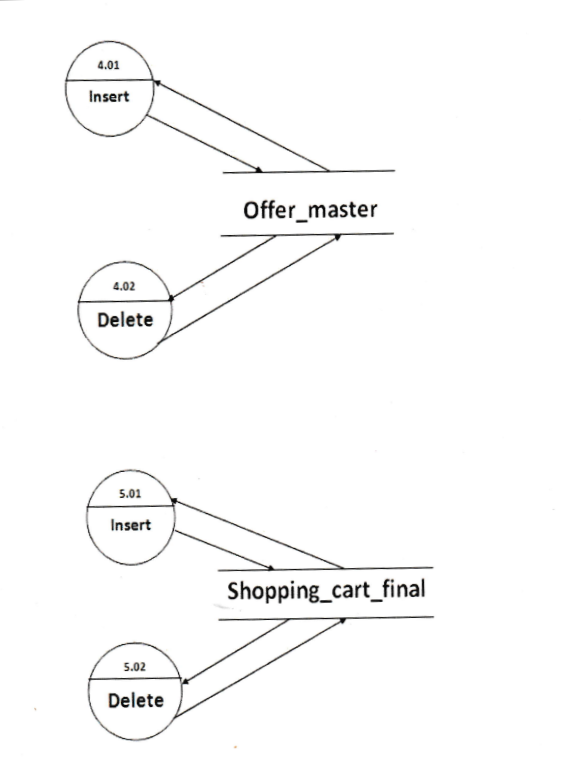 4.01
Insert
Offer_master
4.02
Delete
5.01
Insert
Shopping_cart_final
5.02
Delete